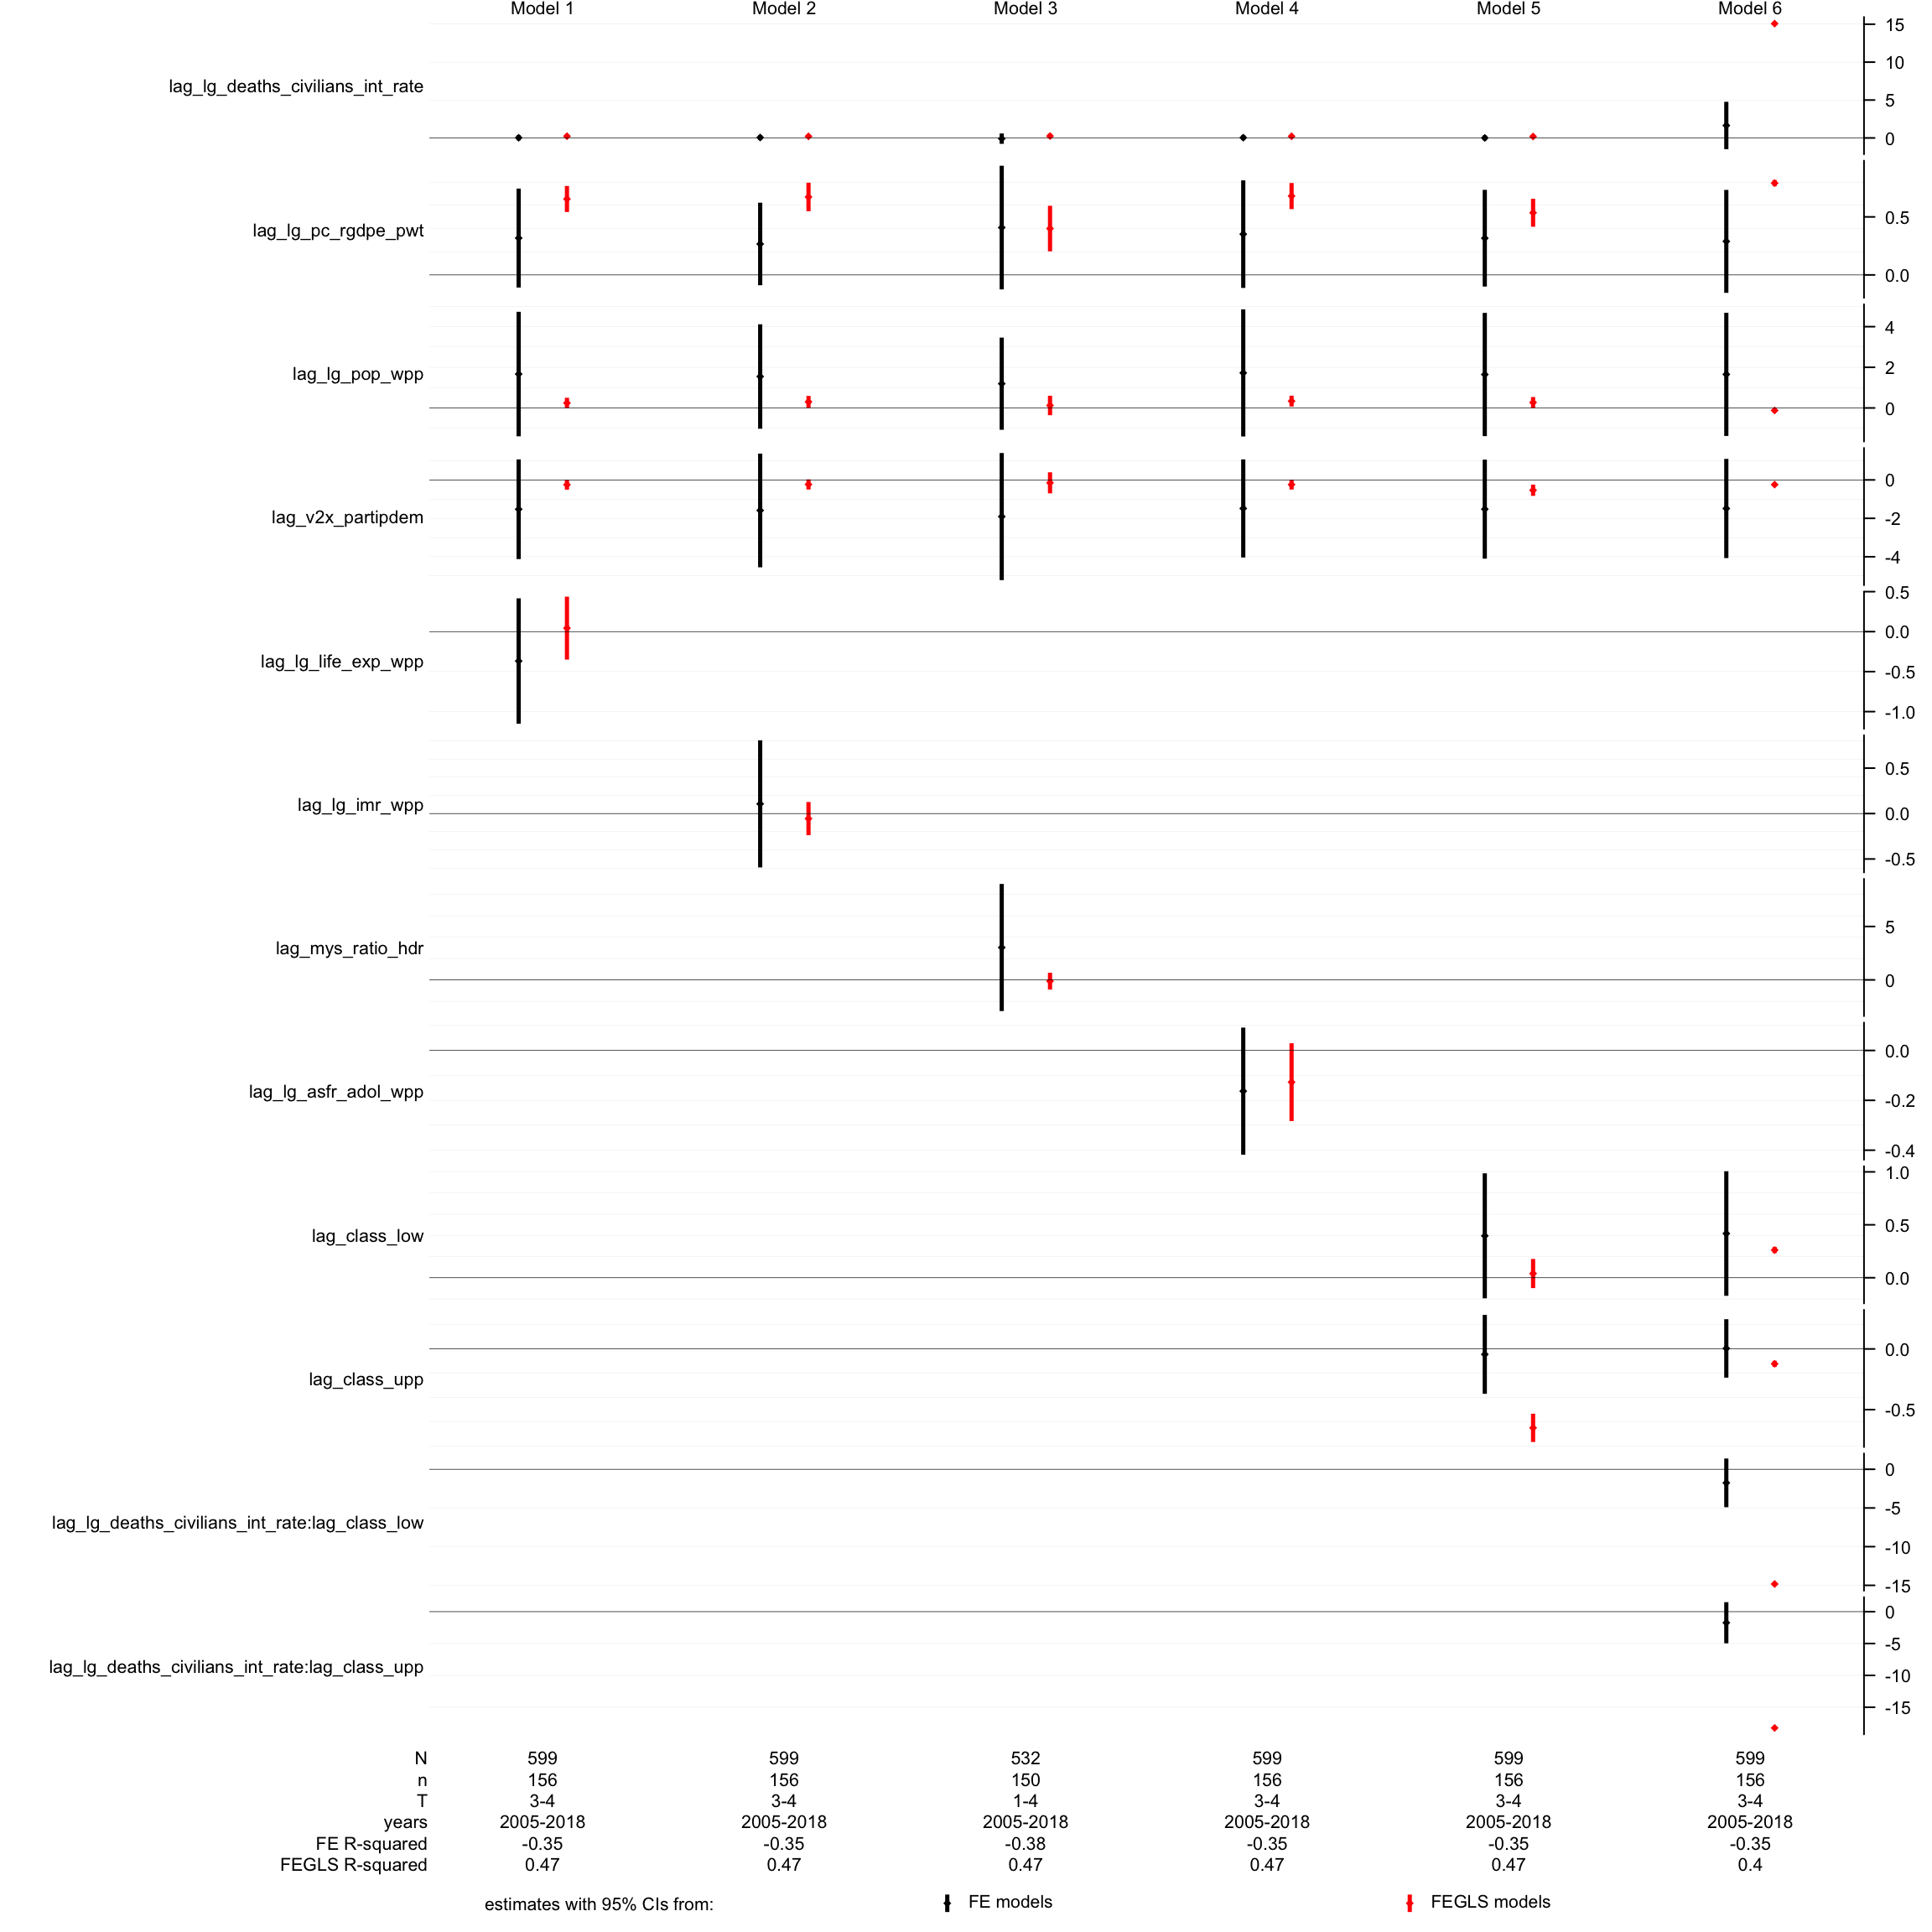 Model 1 Model 2 Model 3 Model 4 Model 5 Model 6
lag_lg_deaths_civilians_int_rate
15
10
5
0
lag_lg_pc_rgdpe_pwt
0.5
0.0
lag_lg_pop_wpp
4
2
0
lag_v2x_partipdem
0
-2
-4
lag_lg_life_exp_wpp
0.5
0.0
-0.5
-1.0
lag_lg_imr_wpp
0.5
0.0
-0.5
lag_mys_ratio_hdr
5
0
lag_lg_asfr_adol_wpp
0.0
-0.2
-0.4
lag_class_low
1.0
0.5
0.0
lag_class_upp
0.0
-0.5
lag_lg_deaths_civilians_int_rate:lag_class_low
0
-5
-10
-15
lag_lg_deaths_civilians_int_rate:lag_class_upp
0
-5
-10
-15
N 599 599 532 599 599 599
n 156 156 150 156 156 156
T 3-4 3-4 1-4 3-4 3-4 3-4
years 2005-2018 2005-2018 2005-2018 2005-2018 2005-2018 2005-2018
FE R-squared -0.35 -0.35 -0.38 -0.35 -0.35 -0.35
FEGLS R-squared 0.47 0.47 0.47 0.47 0.47 0.4
estimates with 95% CIs from: FE models FEGLS models